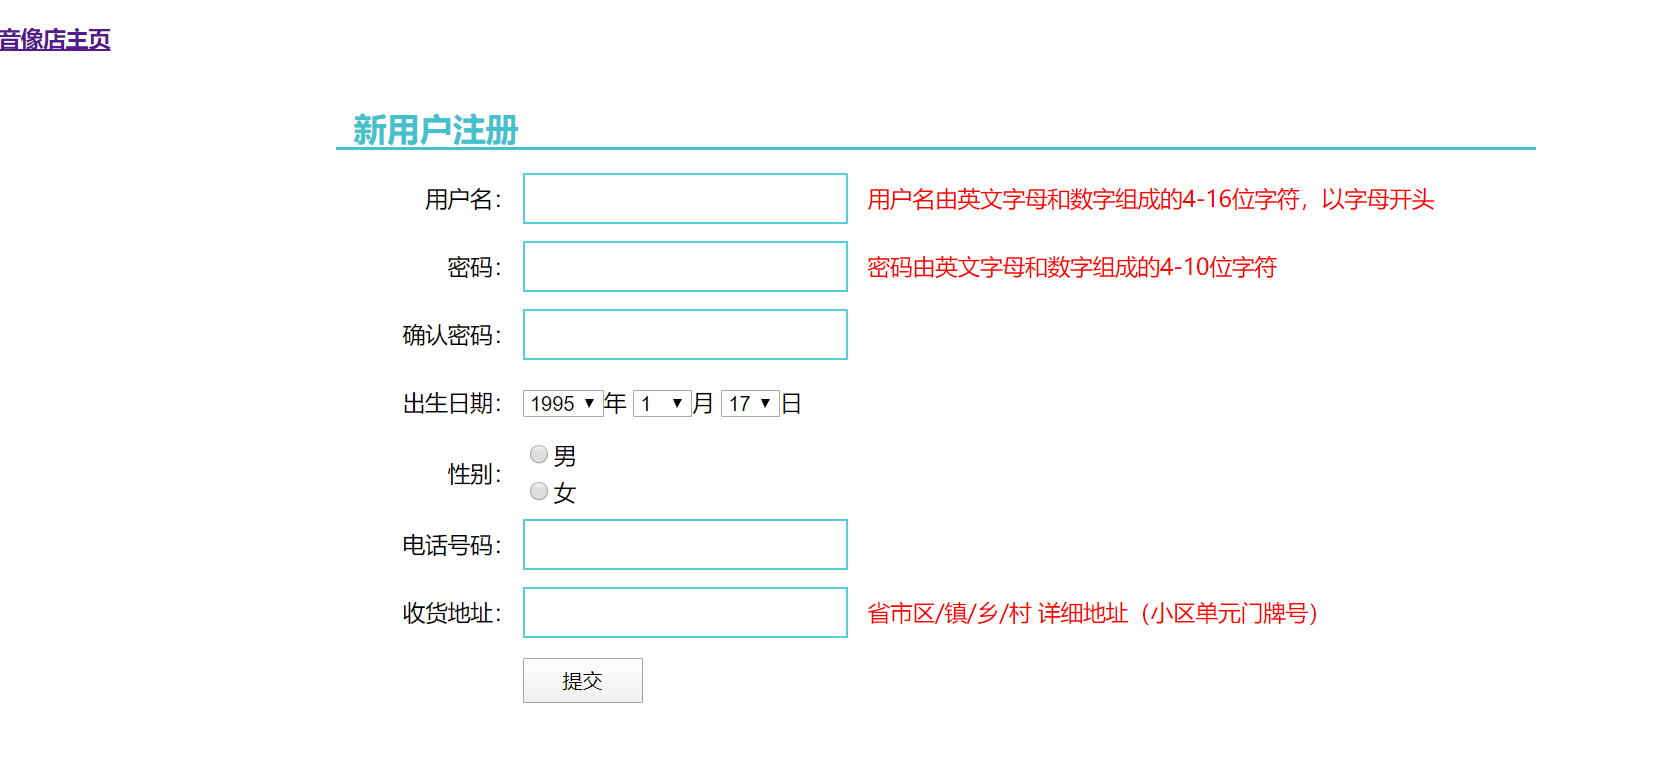 音像店主页
新用户注册
用户名： 用户名由英文字母和数字组成的4-16位字符，以字母开头
密码： 密码由英文字母和数字组成的4-10位字符
确认密码：
出生日期： 1995 年 1 月 17 日
性别： 男
女
电话号码：
收货地址： 省市区/镇/乡/村 详细地址（小区单元门牌号）
提交